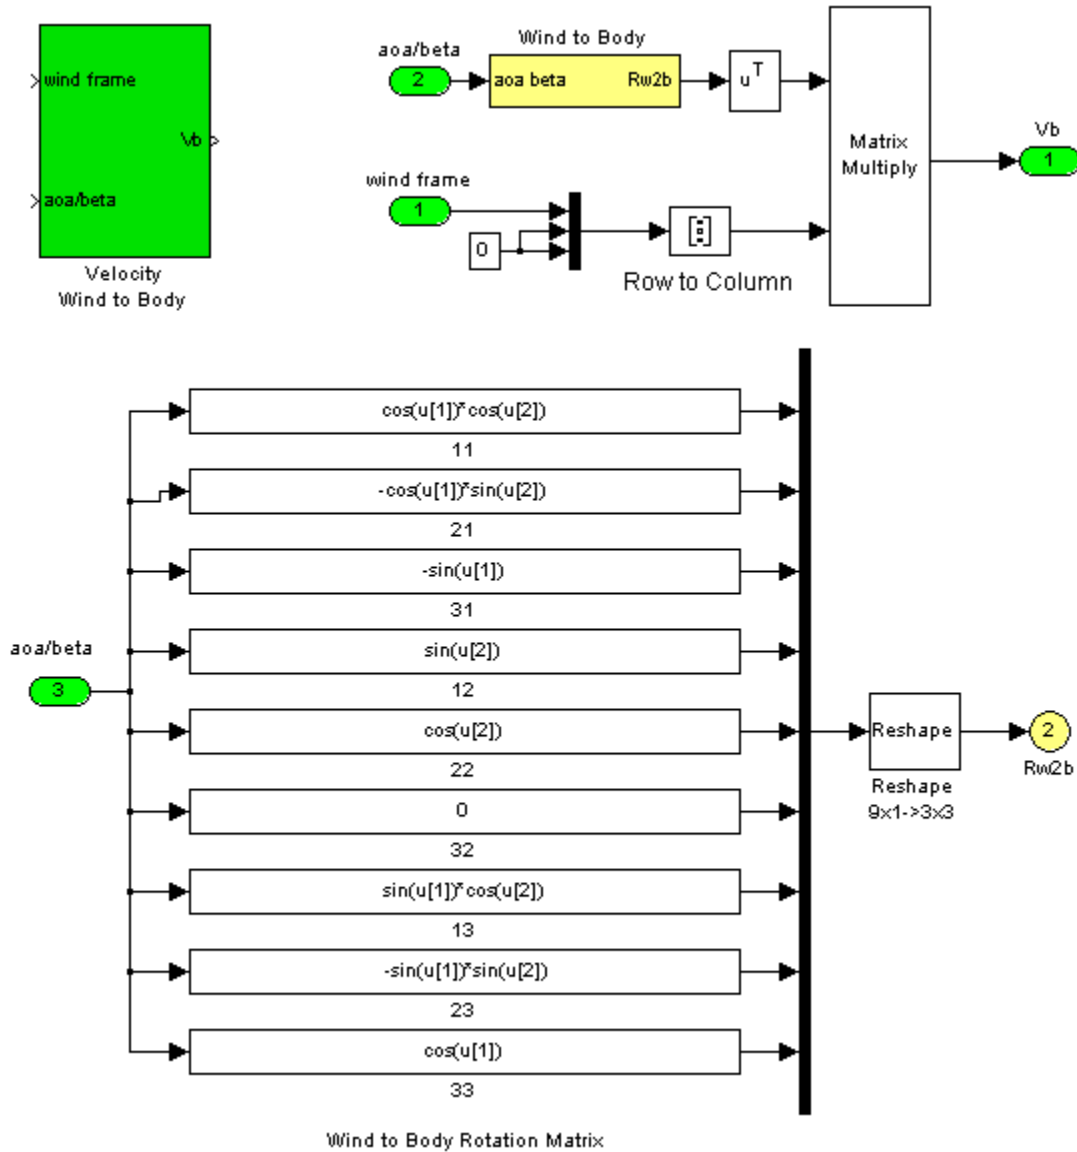 wind frame
Vb
aoa/beta
Velocity
Wind to Body
aoa/beta
2
Wind to Body
aoa beta
Rw2b
u^T
wind frame
1
0
Row to Column
Matrix
Multiply
Vb
1
cos(u[1])*cos(u[2])
11
-cos(u[1])*sin(u[2])
21
-sin(u[1])
31
sin(u[2])
12
cos(u[2])
22
0
32
sin(u[1])*cos(u[2])
13
-sin(u[1])*sin(u[2])
23
cos(u[1])
33
aoa/beta
3
Reshape
Reshape
9x1->3x3
2
Rw2b
Wind to Body Rotation Matrix